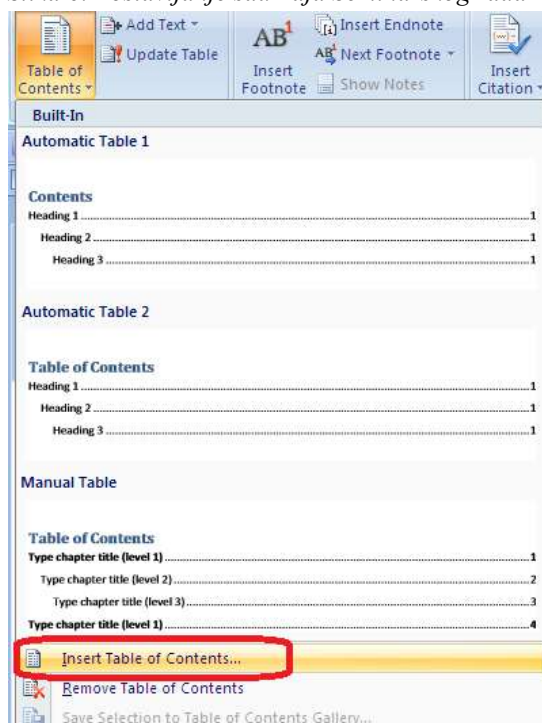 Add Text
Update Table
Table of
Contents
AB1
Insert
Footnote
Insert Endnote
Next Footnote
Show Notes
Insert
Citation
Built-In
Automatic Table 1
Contents
Heading 1 ... 1
Heading 2 ... 1
Heading 3 ... 1
Automatic Table 2
Table of Contents
Heading 1 ... 1
Heading 2 ... 1
Heading 3 ... 1
Manual Table
Table of Contents
Type chapter title (level 1) ... 1
Type chapter title (level 2) ... 2
Type chapter title (level 3) ... 3
Type chapter title (level 1) ... 4
Insert Table of Contents...
Remove Table of Contents
Save Selection to Table of Contents Gallery...